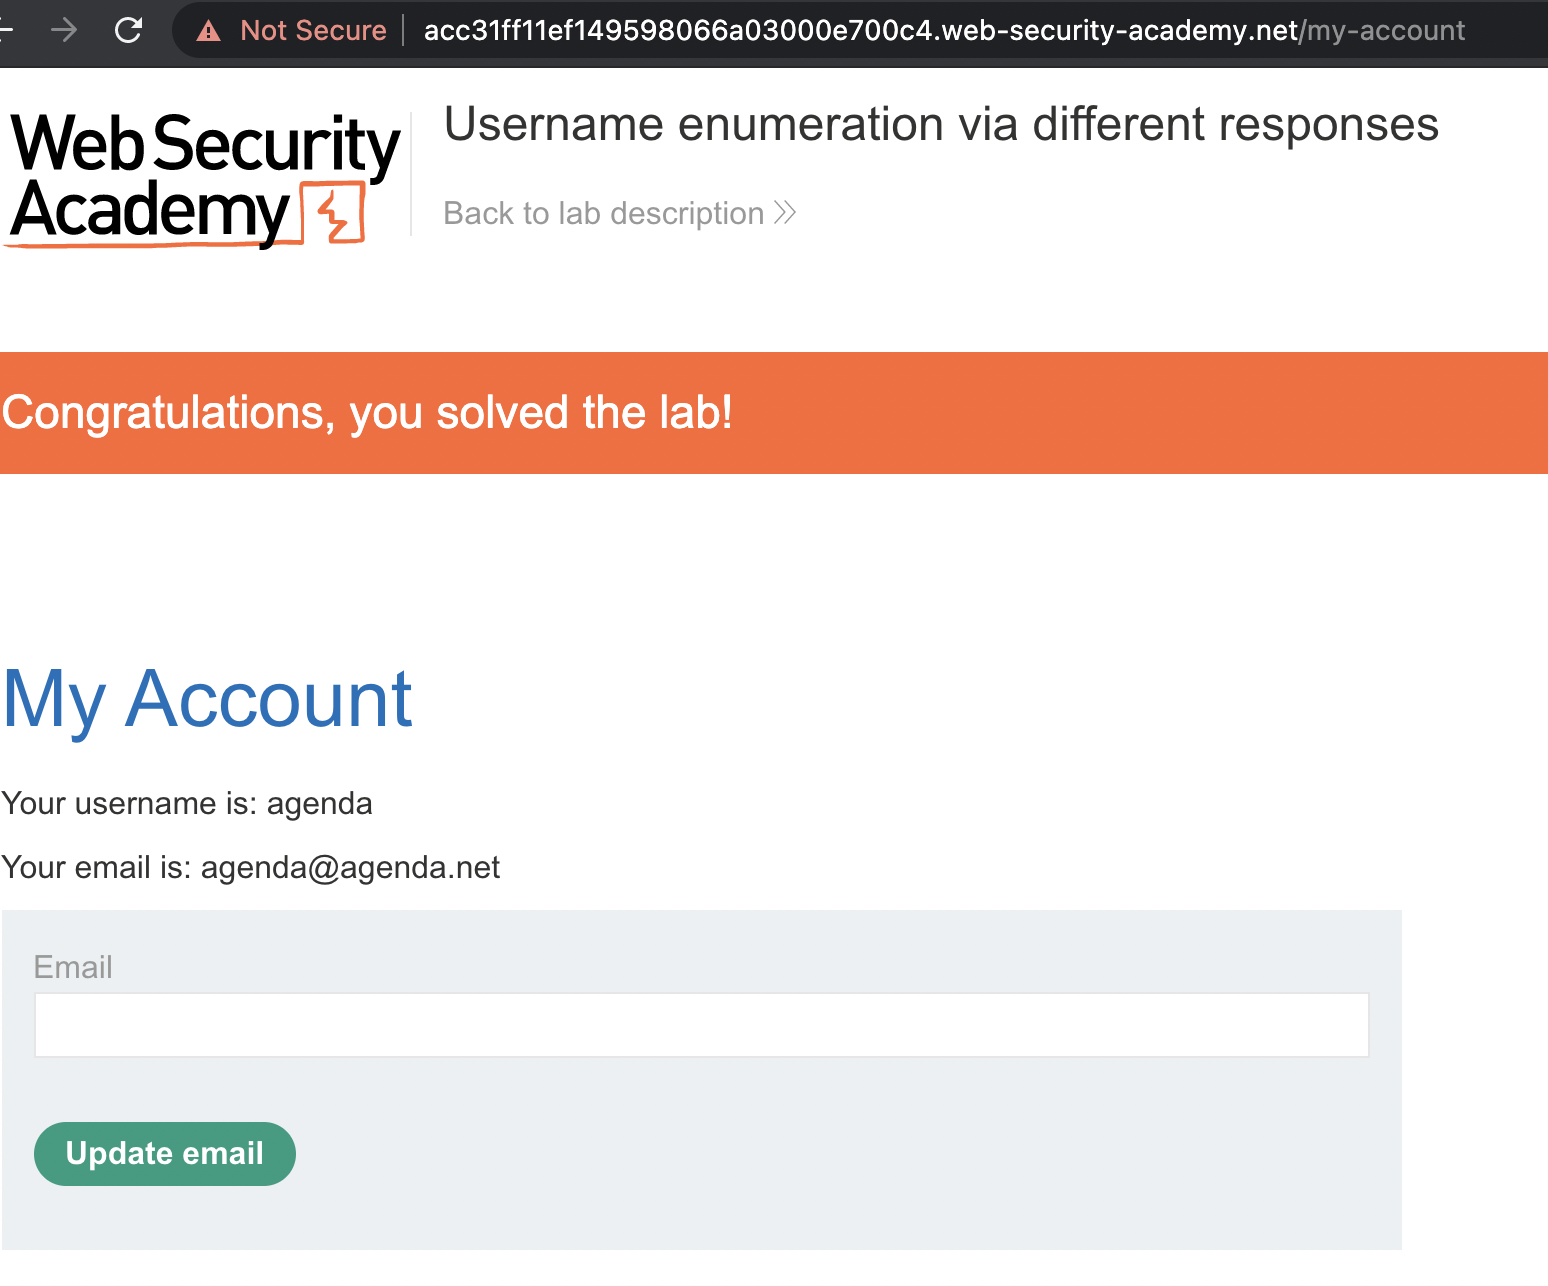 Not Secure acc31ff11ef149598066a03000e700c4.web-security-academy.net/my-account
Web Security
Academy
Username enumeration via different responses
Back to lab description
Congratulations, you solved the lab!
My Account
Your username is: agenda
Your email is: agenda@agenda.net
Email
Update email